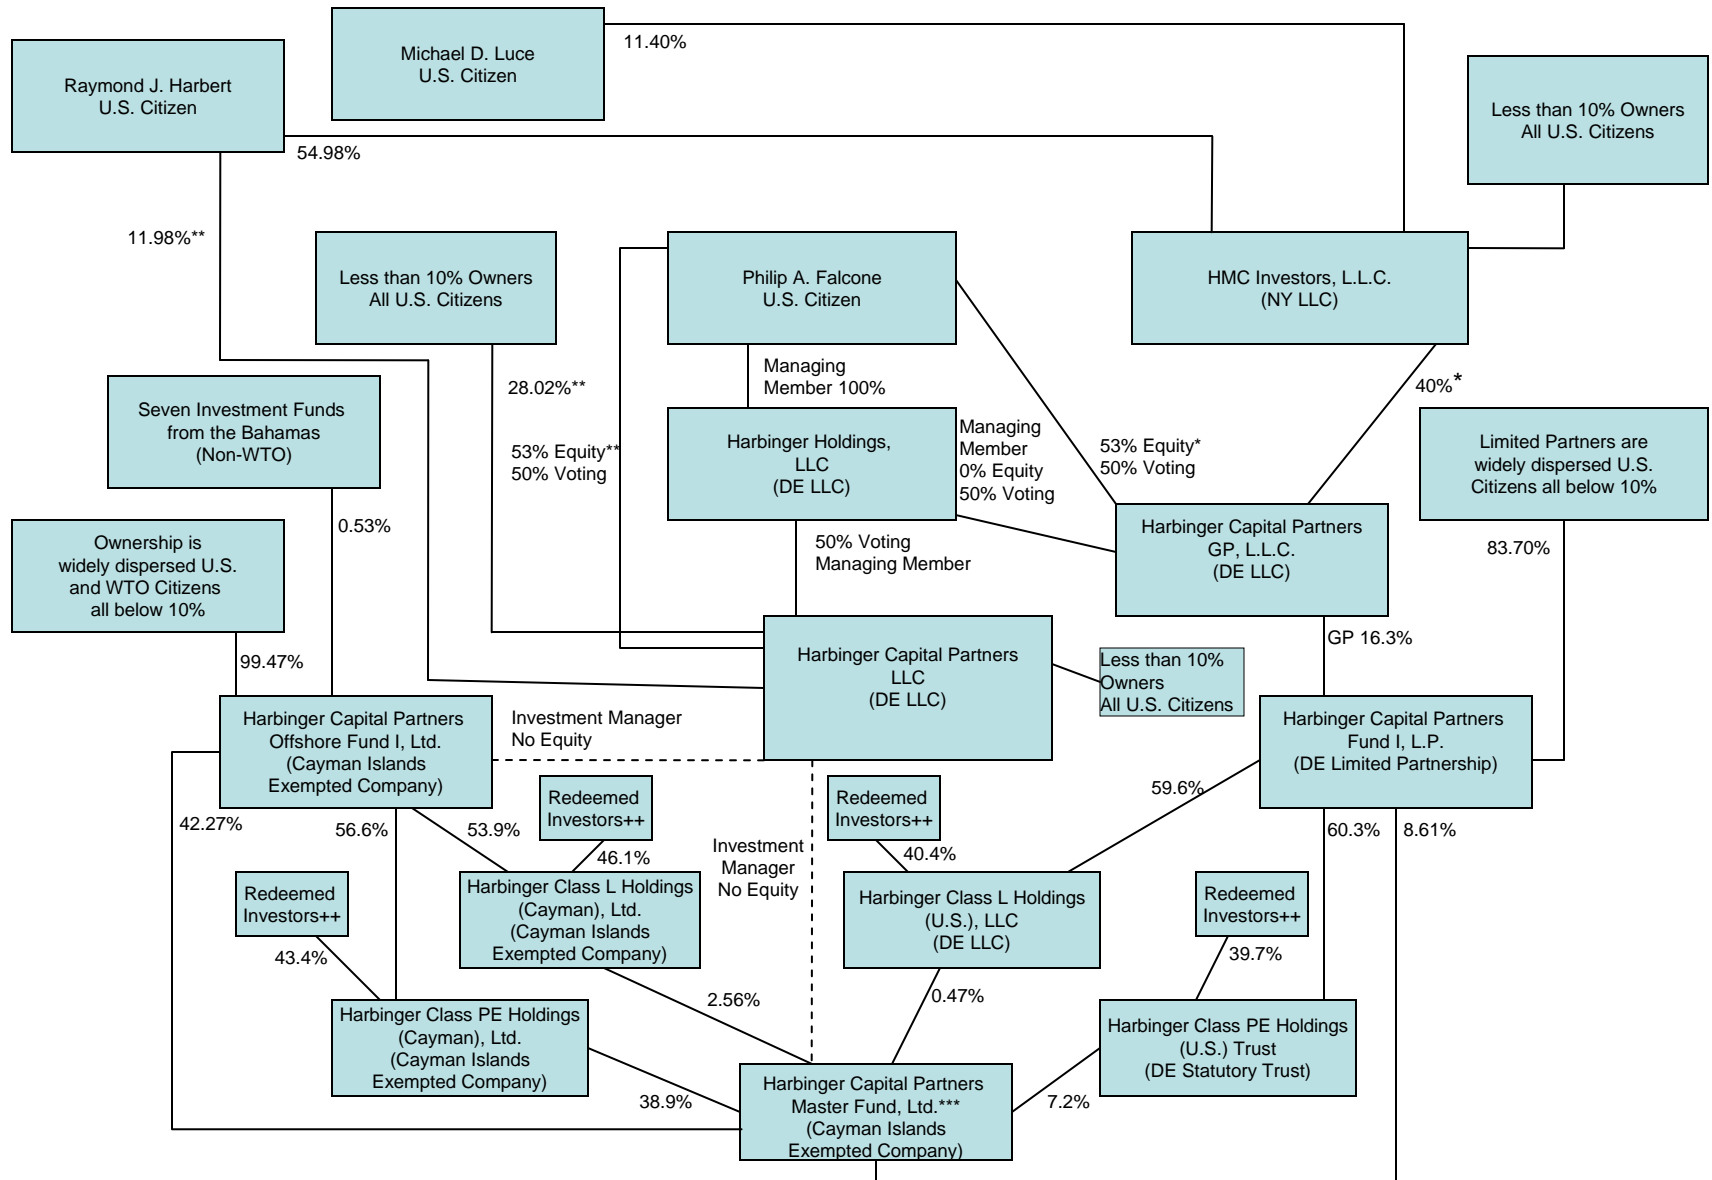 Michael D. Luce
U.S. Citizen
11.40%
Raymond J. Harbert
U.S. Citizen
54.98%
Less than 10% Owners
All U.S. Citizens
11.98%**
Less than 10% Owners
All U.S. Citizens
Philip A. Falcone
U.S. Citizen
HMC Investors, L.L.C.
(NY LLC)
28.02%**
Managing
Member 100%
40%*
Seven Investment Funds
from the Bahamas
(Non-WTO)
53% Equity**
50% Voting
Harbinger Holdings,
LLC
(DE LLC)
Managing
Member
0% Equity
50% Voting
53% Equity*
50% Voting
Limited Partners are
widely dispersed U.S.
Citizens all below 10%
0.53%
Ownership is
widely dispersed U.S.
and WTO Citizens
all below 10%
50% Voting
Managing Member
Harbinger Capital Partners
GP, L.L.C.
(DE LLC)
83.70%
99.47%
Harbinger Capital Partners
LLC
(DE LLC)
Less than 10%
Owners
All U.S. Citizens
GP 16.3%
Harbinger Capital Partners
Offshore Fund I, Ltd.
(Cayman Islands
Exempted Company)
Investment Manager
No Equity
Harbinger Capital Partners
Fund I, L.P.
(DE Limited Partnership)
42.27%
56.6%
53.9%
Redeemed
Investors++
46.1%
Investment
Manager
No Equity
Redeemed
Investors++
40.4%
59.6%
60.3%
8.61%
Redeemed
Investors++
43.4%
Harbinger Class L Holdings
(Cayman), Ltd.
(Cayman Islands
Exempted Company)
Harbinger Class L Holdings
(U.S.), LLC
(DE LLC)
Redeemed
Investors++
39.7%
2.56%
0.47%
Harbinger Class PE Holdings
(Cayman), Ltd.
(Cayman Islands
Exempted Company)
Harbinger Class PE Holdings
(U.S.) Trust
(DE Statutory Trust)
38.9%
Harbinger Capital Partners
Master Fund, Ltd.***
(Cayman Islands
Exempted Company)
7.2%